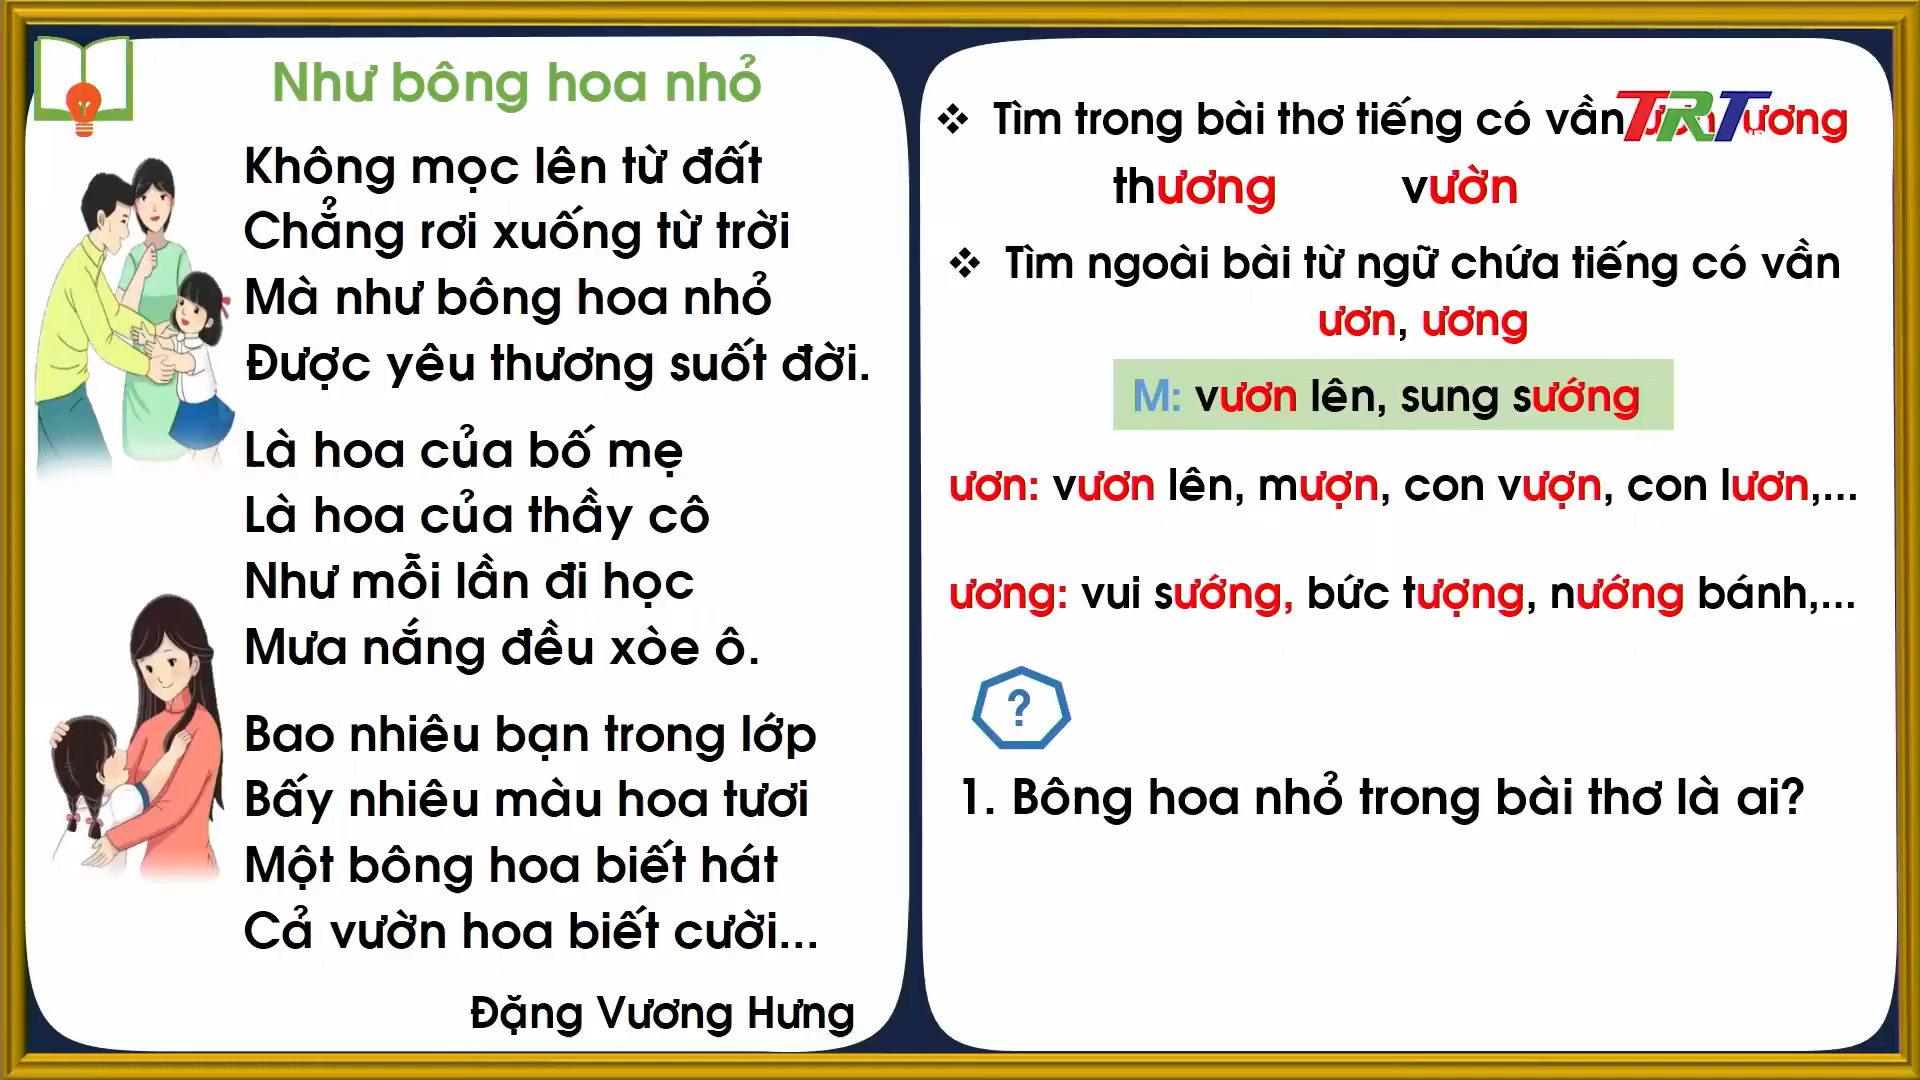 Như bông hoa nhỏ
Không mọc lên từ đất
Chẳng rơi xuống từ trời
Mà như bông hoa nhỏ
Được yêu thương suốt đời.
Là hoa của bố mẹ
Là hoa của thầy cô
Như mỗi lần đi học
Mưa nắng đều xòe ô.
Bao nhiêu bạn trong lớp
Bấy nhiêu màu hoa tươi
Một bông hoa biết hát
Cả vườn hoa biết cười...
Đặng Vương Hưng
❖ Tìm trong bài thơ tiếng có vần ương
TRT
thương vườn
❖ Tìm ngoài bài từ ngữ chứa tiếng có vần
ươn, ương
M: vươn lên, sung sướng
ươn: vươn lên, mượn, con vượn, con lươn,...
ương: vui sướng, bức tượng, nướng bánh,...
?
1. Bông hoa nhỏ trong bài thơ là ai?